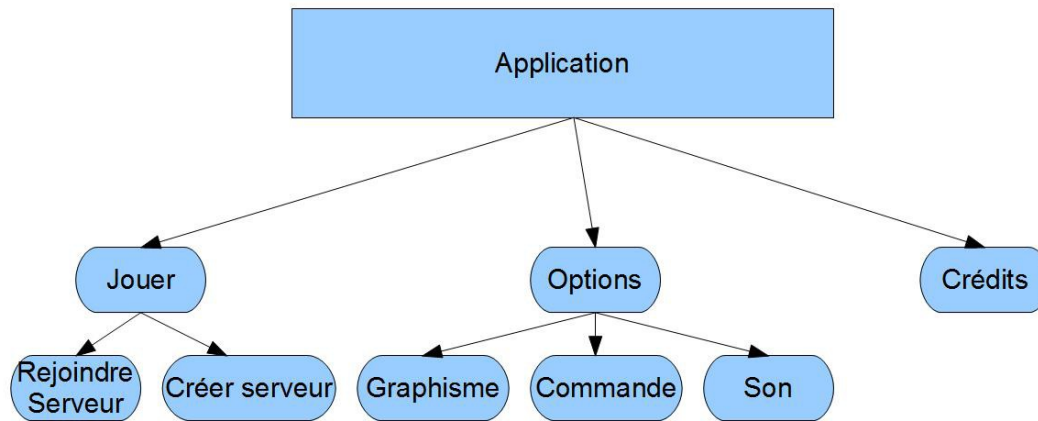 Application
Jouer
Options
Crédits
Rejoindre
Serveur
Créer serveur
Graphisme
Commande
Son